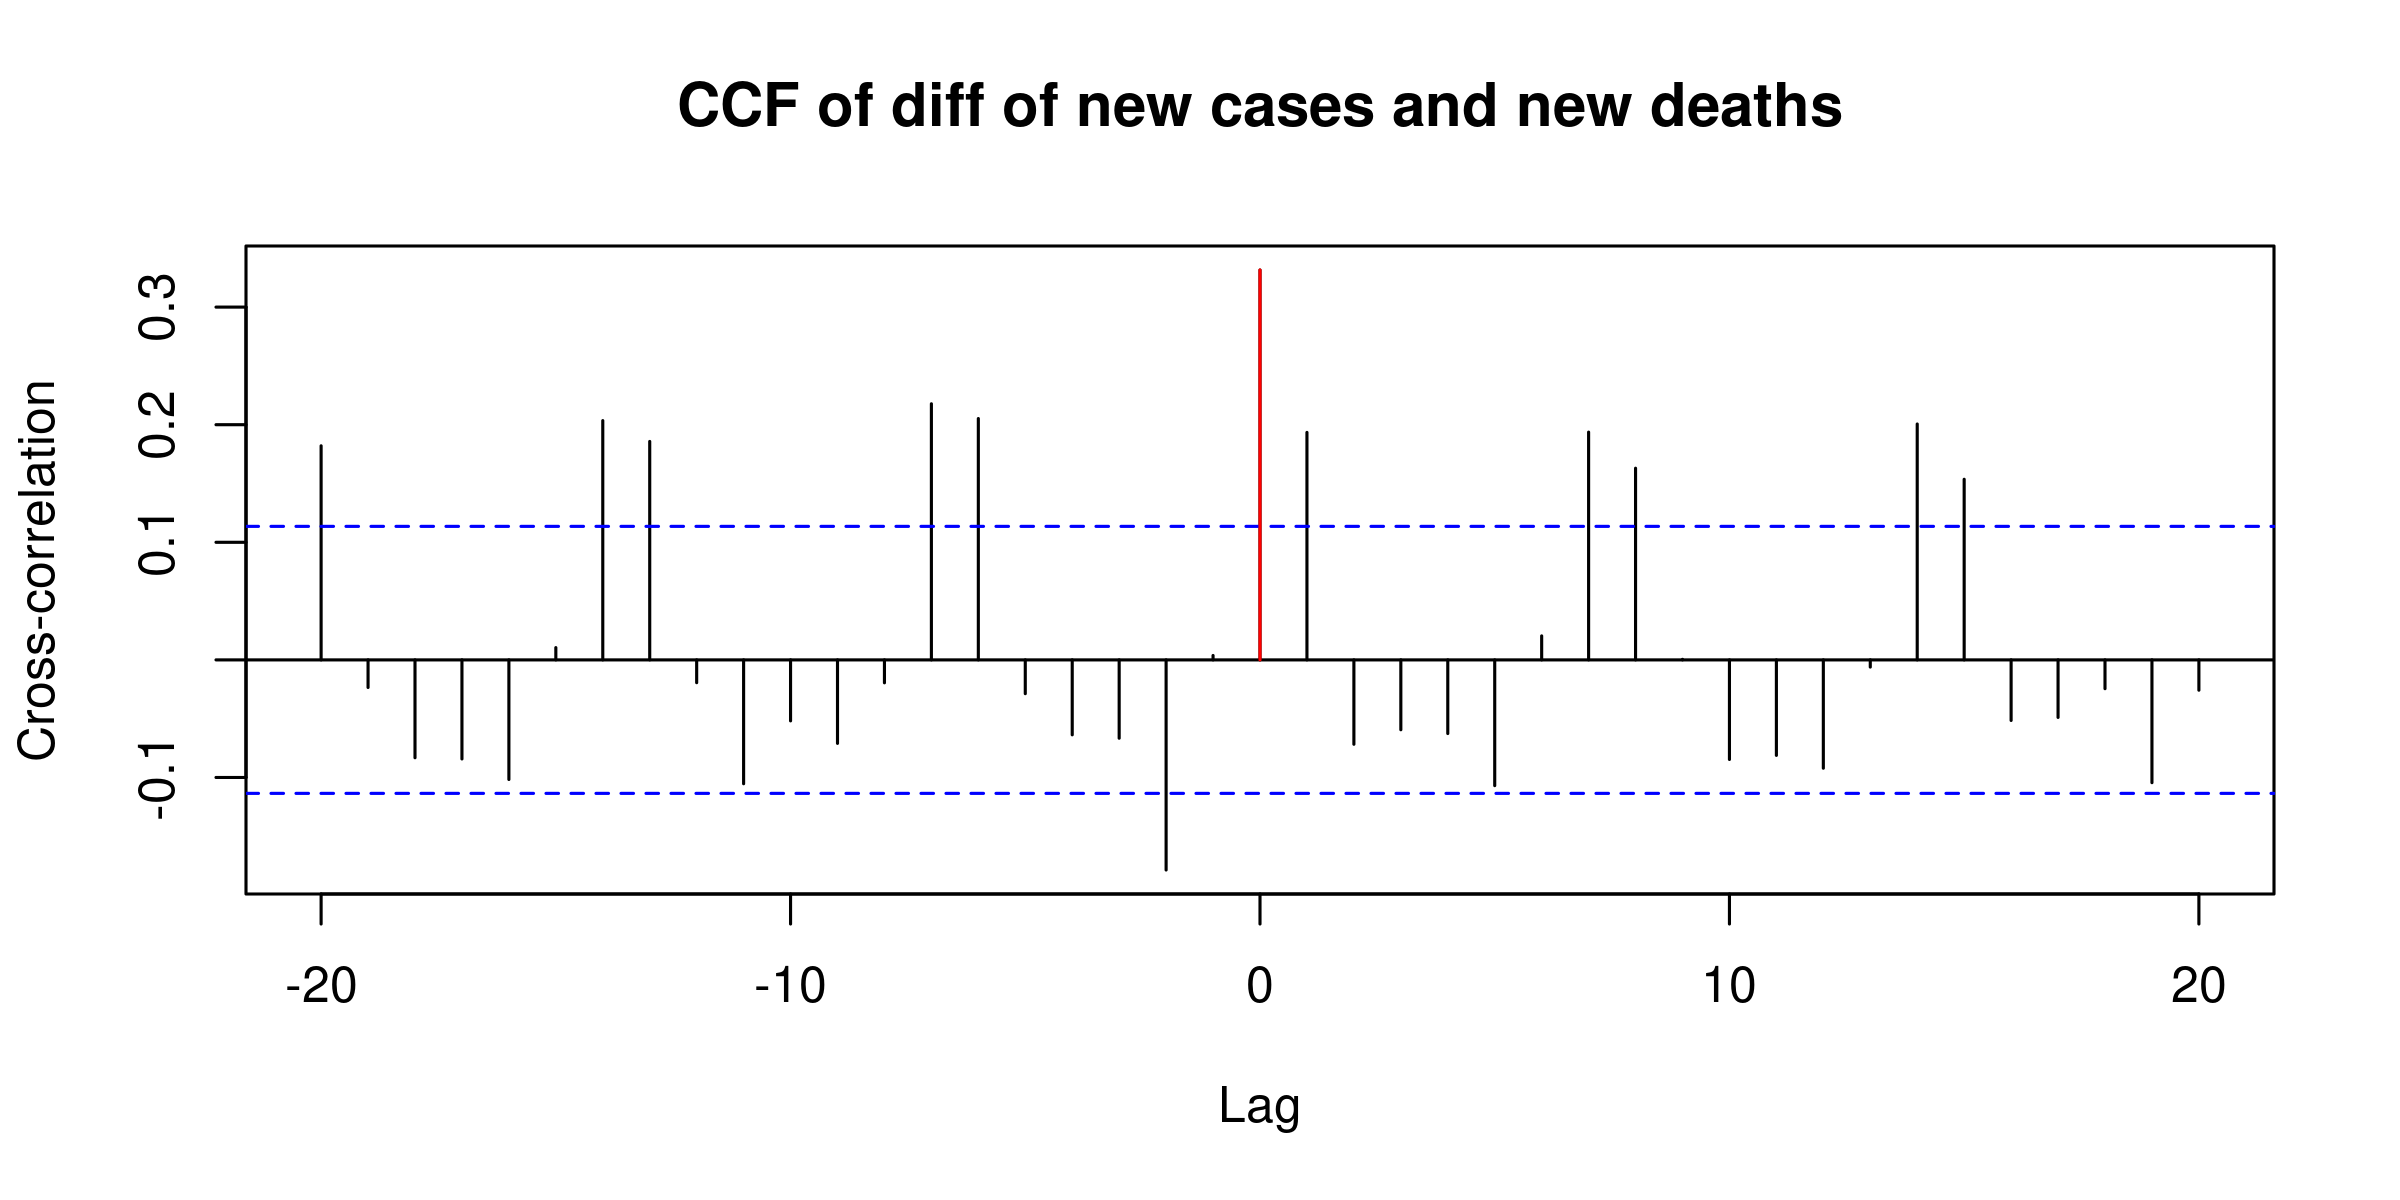 CCF of diff of new cases and new deaths
Cross-correlation
0.3
0.2
0.1
-0.1
-20 -10 0 10 20
Lag